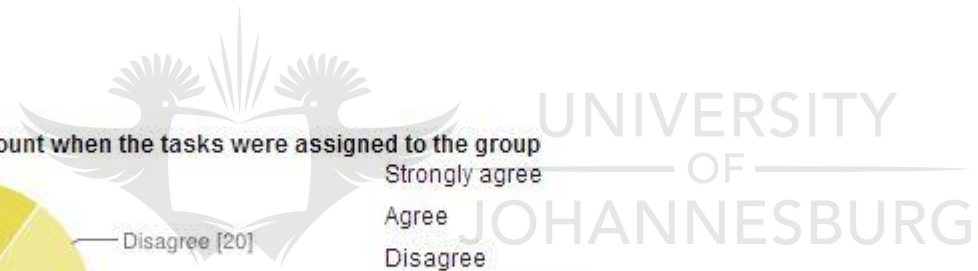 UNIVERSITY
OF
JOHANNESBURG
ount when the tasks were assigned to the group
Strongly agree
Agree
Disagree [20]
Disagree